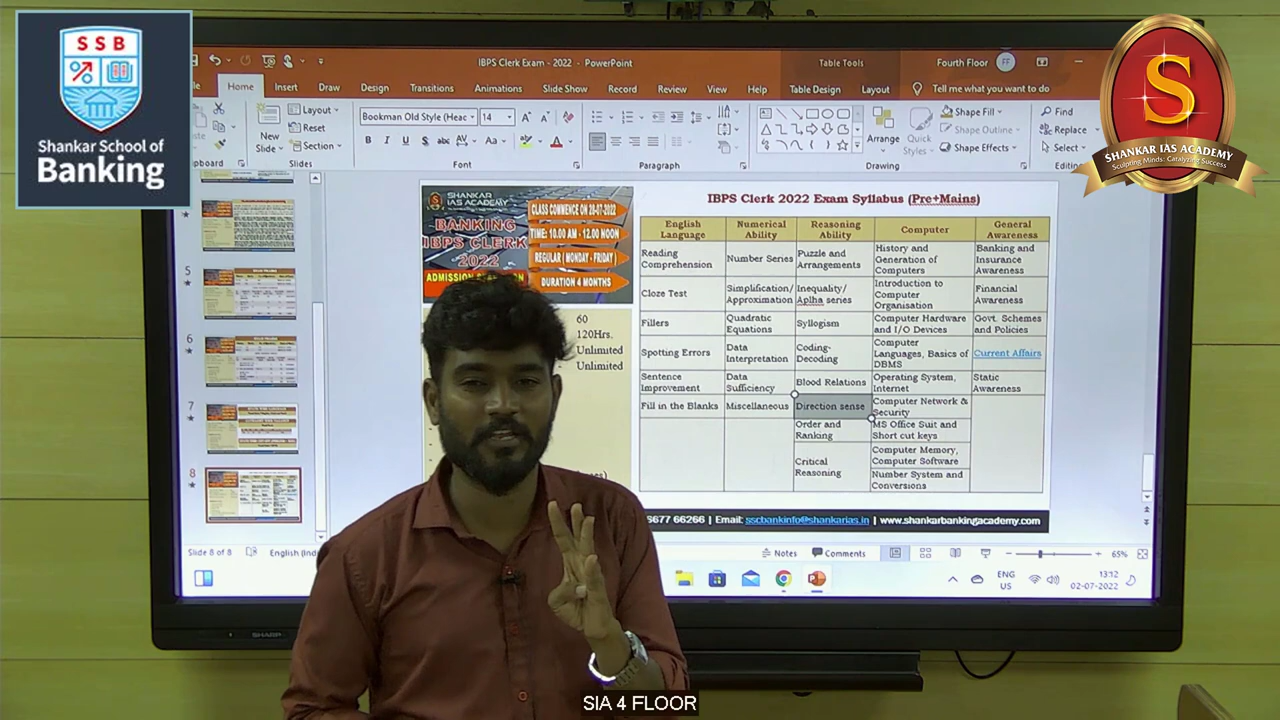 SSB
Shankar School of
Banking
S
SHANKAR IAS ACADEMY
Sculpting Minds; Catalyzing Success
IBPS Clerk Exam - 2022 - PowerPoint
Table Tools
Fourth Floor
FF
Home
Insert
Draw
Design
Transitions
Animations
Slide Show
Record
Review
View
Help
Table Design
Layout
Tell me what you want to do
New
Slide
Layout
Reset
Section
Slides
Bookman Old Style (Heac
14
B
I
U
S
abc
AV
Aa
A
Font
Paragraph
Arrange
Quick
Styles
Shape Fill
Shape Outline
Shape Effects
Drawing
Find
Replace
Select
5
6
7
8
SHANKAR
IAS ACADEMY
BANKING
IBPS CLERK
2022
CLASS COMMENCE ON 28-07-2022
TIME: 10.00 AM - 12.00 NOON
REGULAR ( MONDAY - FRIDAY )
DURATION 4 MONTHS
60
120Hrs.
Unlimited
Unlimited
IBPS Clerk 2022 Exam Syllabus (Pre+Mains)
English Language
Numerical Ability
Reasoning Ability
Computer
General Awareness
Reading Comprehension
Number Series
Puzzle and Arrangements
History and Generation of Computers
Banking and Insurance Awareness
Cloze Test
Simplification/ Approximation
Inequality/ Aplha series
Introduction to Computer Organisation
Financial Awareness
Fillers
Quadratic Equations
Syllogism
Computer Hardware and I/O Devices
Govt. Schemes and Policies
Spotting Errors
Data Interpretation
Coding-Decoding
Computer Languages, Basics of DBMS
Current Affairs
Sentence Improvement
Data Sufficiency
Blood Relations
Operating System, Internet
Static Awareness
Fill in the Blanks
Miscellaneous
Direction sense
Computer Network & Security
Order and Ranking
MS Office Suit and Short cut keys
Critical Reasoning
Computer Memory, Computer Software
Number System and Conversions
6677 66266 | Email: sscbankinfo@shankarias.in | www.shankarbankingacademy.com
Slide 8 of 8
Notes
Comments
65%
ENG
US
13:12
02-07-2022
SHARP
SIA 4 FLOOR